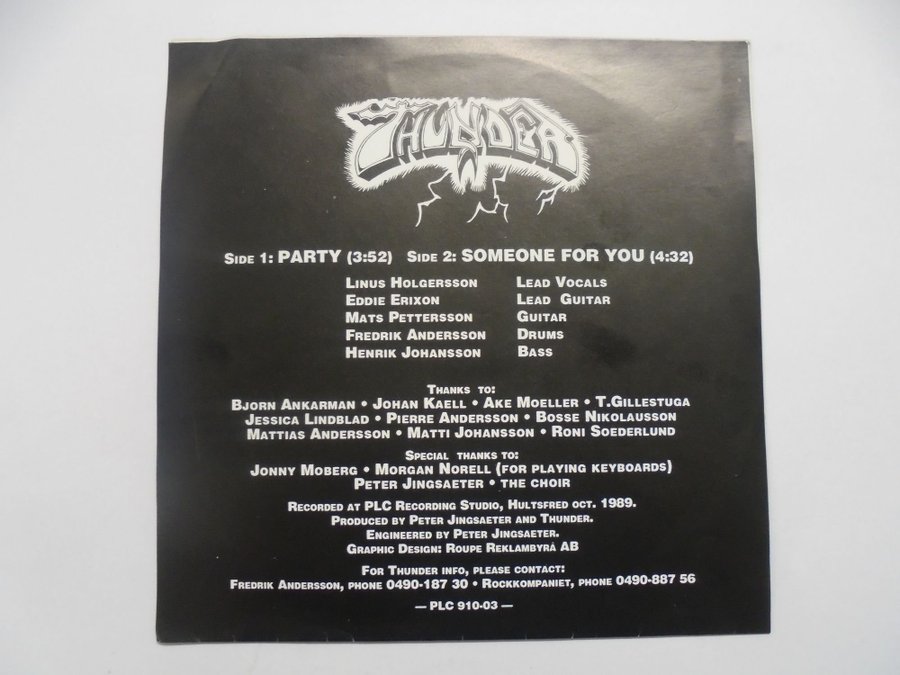 THUNDER
SIDE 1: PARTY (3:52) SIDE 2: SOMEONE FOR YOU (4:32)
LINUS HOLGERSSON LEAD VOCALS
EDDIE ERIXON LEAD GUITAR
MATS PETTERSSON GUITAR
FREDRIK ANDERSSON DRUMS
HENRIK JOHANSSON BASS
THANKS TO:
BJORN ANKARMAN • JOHAN KAELL • AKE MOELLER • T.GILLESTUGA
JESSICA LINDBLAD • PIERRE ANDERSSON • BOSSE NIKOLAUSSON
MATTIAS ANDERSSON • MATTI JOHANSSON • RONI SOEDERLUND
SPECIAL THANKS TO:
JONNY MOBERG • MORGAN NORELL (FOR PLAYING KEYBOARDS)
PETER JINGSAETER • THE CHOIR
RECORDED AT PLC RECORDING STUDIO, HULTSFRED OCT. 1989.
PRODUCED BY PETER JINGSAETER AND THUNDER.
ENGINEERED BY PETER JINGSAETER.
GRAPHIC DESIGN: ROUPE REKLAMBYRÅ AB
FOR THUNDER INFO, PLEASE CONTACT:
FREDRIK ANDERSSON, PHONE 0490-187 30 • ROCKKOMPANIET, PHONE 0490-887 56
— PLC 910-03 —